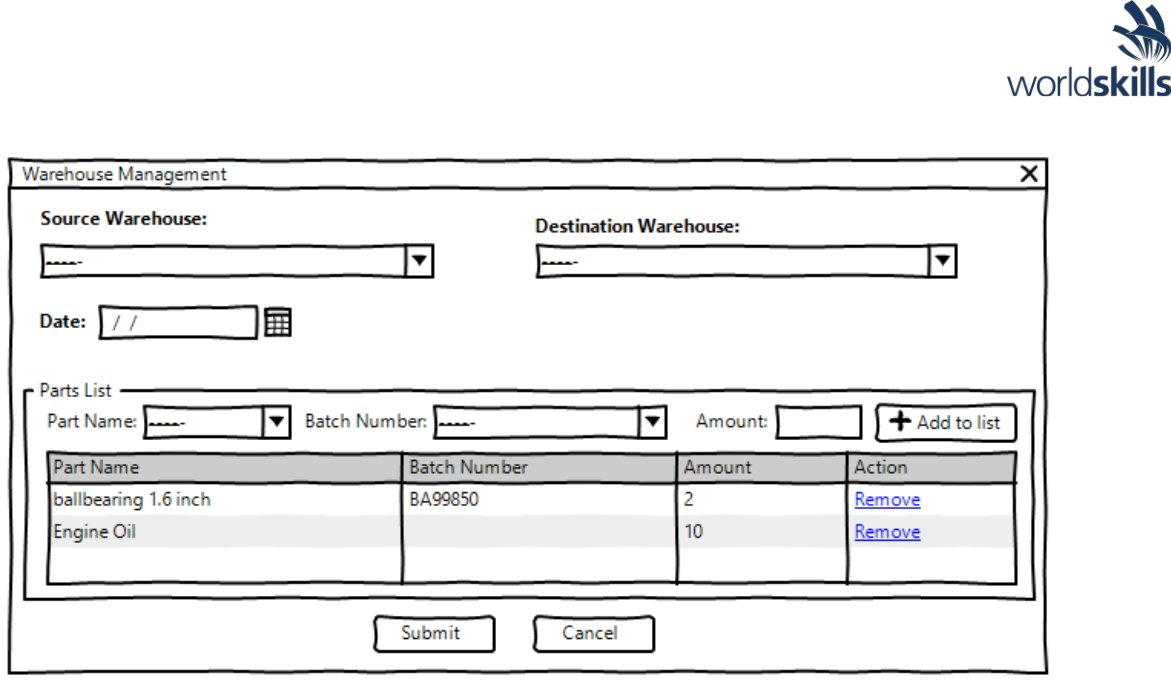 worldskills
Warehouse Management
Source Warehouse:
Destination Warehouse:
----- -----
Date: / /
Parts List
Part Name: ----- Batch Number: ----- Amount: Add to list
Part Name Batch Number Amount Action
ballbearing 1.6 inch BA99850 2 Remove
Engine Oil 10 Remove
Submit Cancel